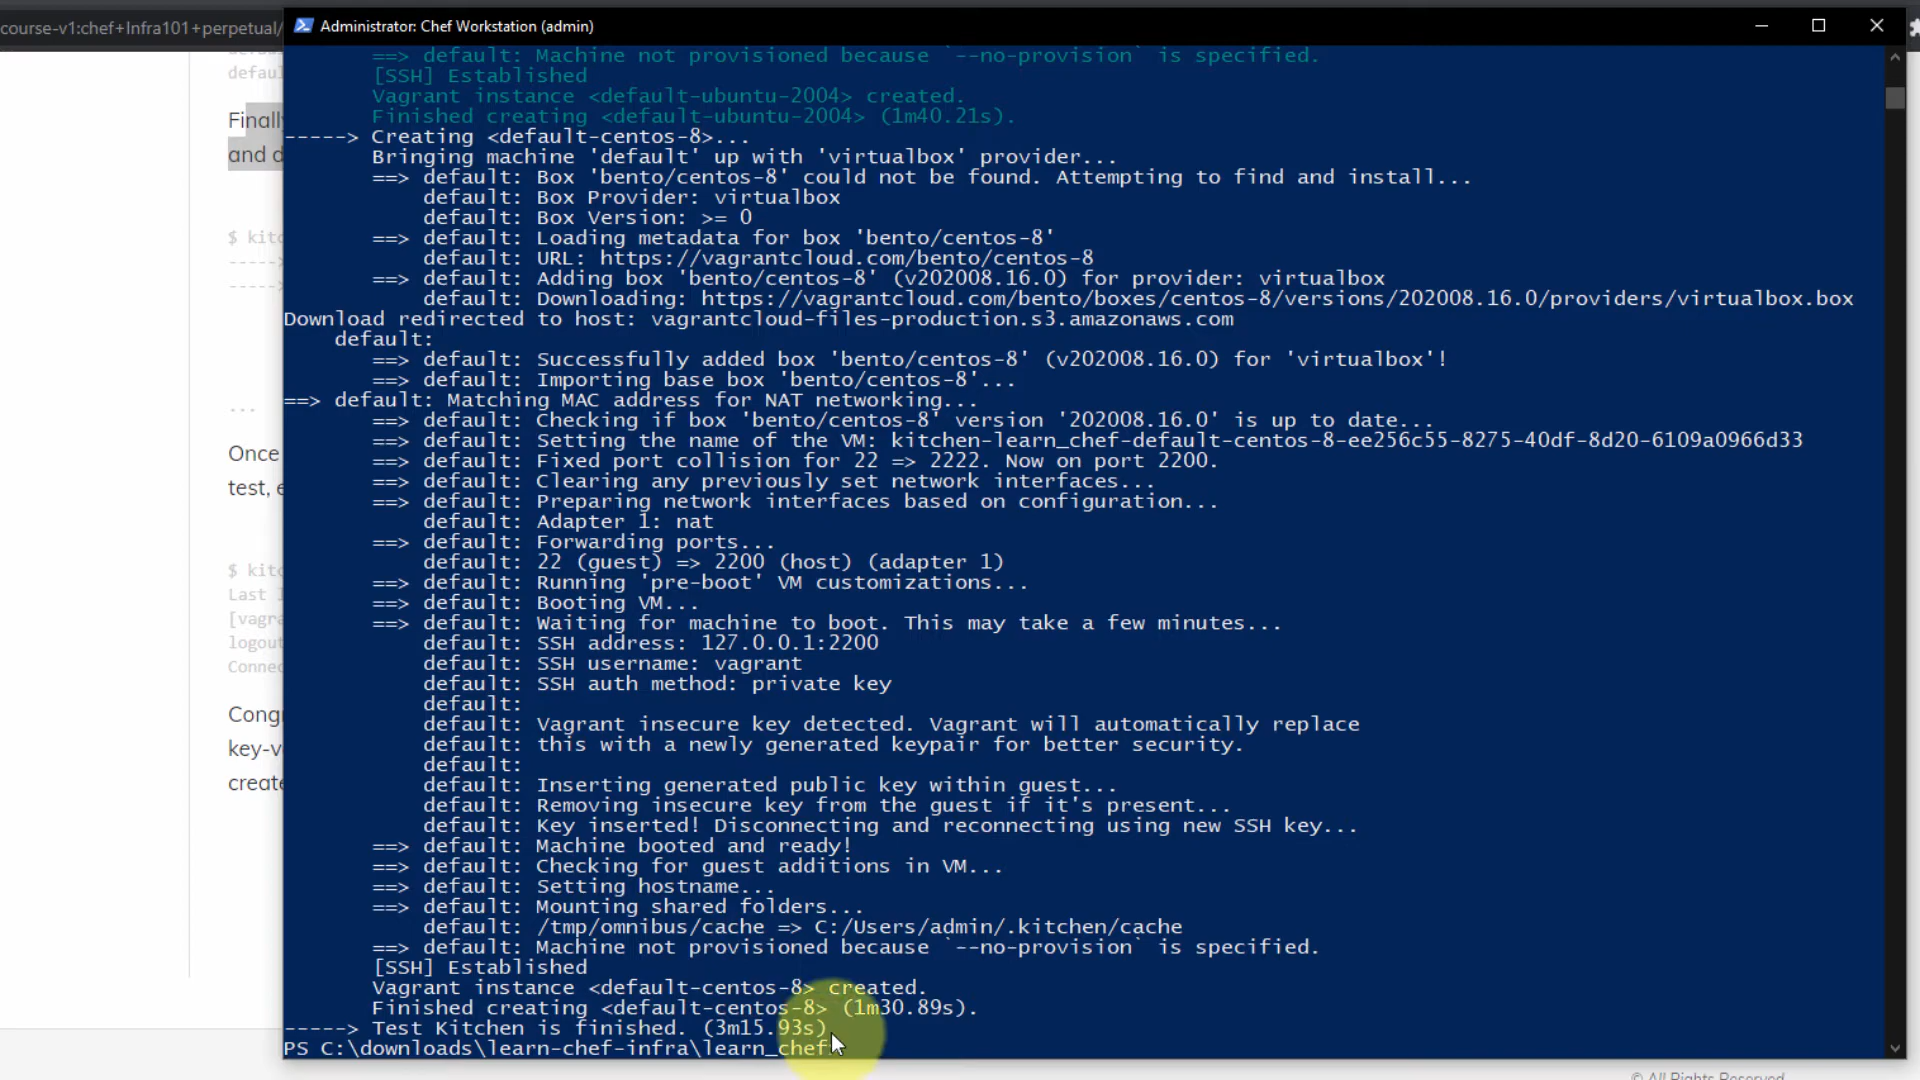 course-v1:chef+Infra101+perpetual/
Administrator: Chef Workstation (admin)
==> default: Machine not provisioned because `--no-provision` is specified.
[SSH] Established
Vagrant instance <default-ubuntu-2004> created.
Finished creating <default-ubuntu-2004> (1m40.21s).
-----> Creating <default-centos-8>...
Bringing machine 'default' up with 'virtualbox' provider...
==> default: Box 'bento/centos-8' could not be found. Attempting to find and install...
default: Box Provider: virtualbox
default: Box Version: >= 0
==> default: Loading metadata for box 'bento/centos-8'
default: URL: https://vagrantcloud.com/bento/centos-8
==> default: Adding box 'bento/centos-8' (v202008.16.0) for provider: virtualbox
default: Downloading: https://vagrantcloud.com/bento/boxes/centos-8/versions/202008.16.0/providers/virtualbox.box
Download redirected to host: vagrantcloud-files-production.s3.amazonaws.com
default:
==> default: Successfully added box 'bento/centos-8' (v202008.16.0) for 'virtualbox'!
==> default: Importing base box 'bento/centos-8'...
==> default: Matching MAC address for NAT networking...
==> default: Checking if box 'bento/centos-8' version '202008.16.0' is up to date...
==> default: Setting the name of the VM: kitchen-learn_chef-default-centos-8-ee256c55-8275-40df-8d20-6109a0966d33
==> default: Fixed port collision for 22 => 2222. Now on port 2200.
==> default: Clearing any previously set network interfaces...
==> default: Preparing network interfaces based on configuration...
default: Adapter 1: nat
==> default: Forwarding ports...
default: 22 (guest) => 2200 (host) (adapter 1)
==> default: Running 'pre-boot' VM customizations...
==> default: Booting VM...
==> default: Waiting for machine to boot. This may take a few minutes...
default: SSH address: 127.0.0.1:2200
default: SSH username: vagrant
default: SSH auth method: private key
default:
default: Vagrant insecure key detected. Vagrant will automatically replace
default: this with a newly generated keypair for better security.
default:
default: Inserting generated public key within guest...
default: Removing insecure key from the guest if it's present...
default: Key inserted! Disconnecting and reconnecting using new SSH key...
==> default: Machine booted and ready!
==> default: Checking for guest additions in VM...
==> default: Setting hostname...
==> default: Mounting shared folders...
default: /tmp/omnibus/cache => C:/Users/admin/.kitchen/cache
==> default: Machine not provisioned because `--no-provision` is specified.
[SSH] Established
Vagrant instance <default-centos-8> created.
Finished creating <default-centos-8> (1m30.89s).
-----> Test Kitchen is finished. (3m15.93s)
PS C:\downloads\learn-chef-infra\learn_chef>
defaul
Finally
and d
$ kitc
----->
----->
...
Once
test, e
$ kitc
Last l
[vagra
logout
Connec
Congr
key-v
create
© All Rights Reserved